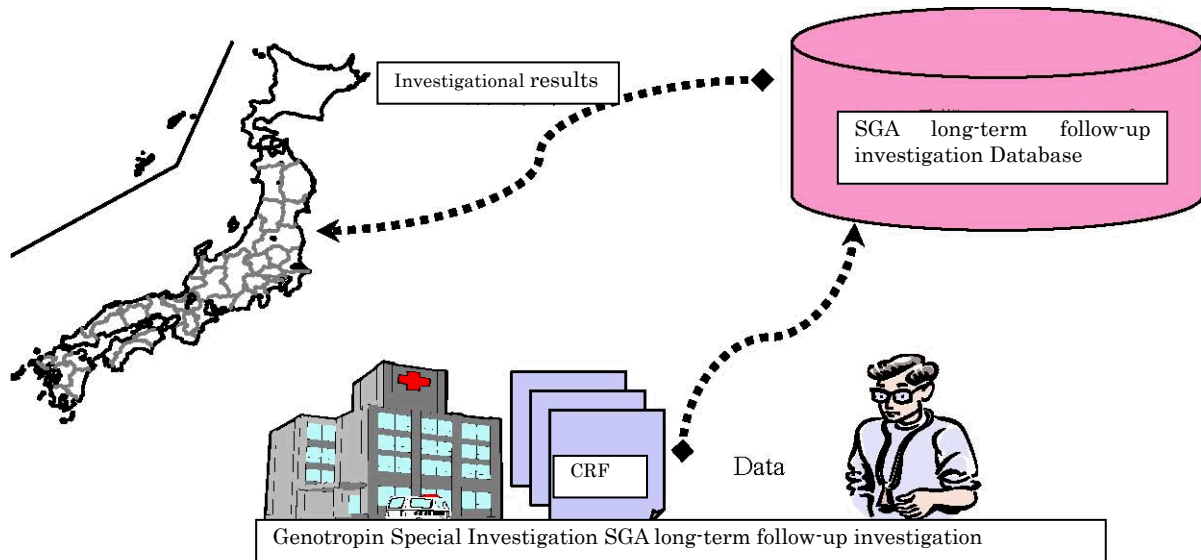 Investigational results
SGA long-term follow-up
investigation Database
CRF
Data
Genotropin Special Investigation SGA long-term follow-up investigation